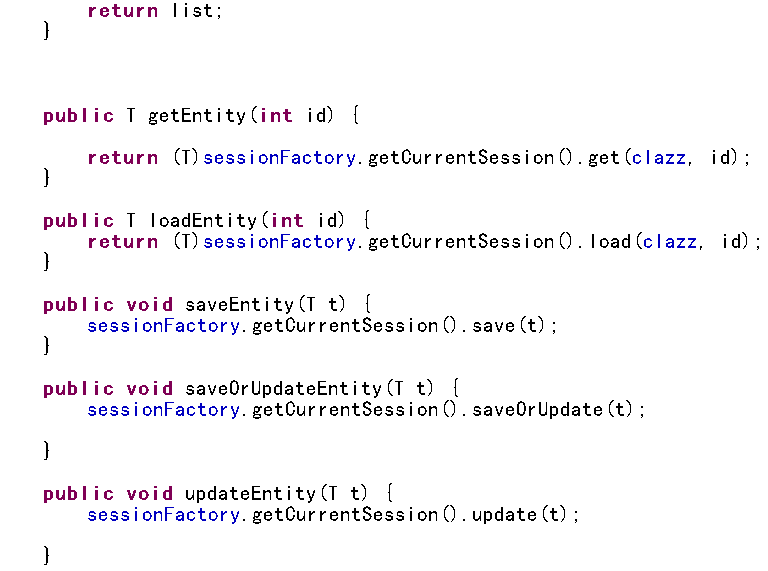 return list;
}
public T getEntity(int id) {
return (T)sessionFactory.getCurrentSession().get(clazz, id);
}
public T loadEntity(int id) {
return (T)sessionFactory.getCurrentSession().load(clazz, id);
}
public void saveEntity(T t) {
sessionFactory.getCurrentSession().save(t);
}
public void saveOrUpdateEntity(T t) {
sessionFactory.getCurrentSession().saveOrUpdate(t);
}
public void updateEntity(T t) {
sessionFactory.getCurrentSession().update(t);
}